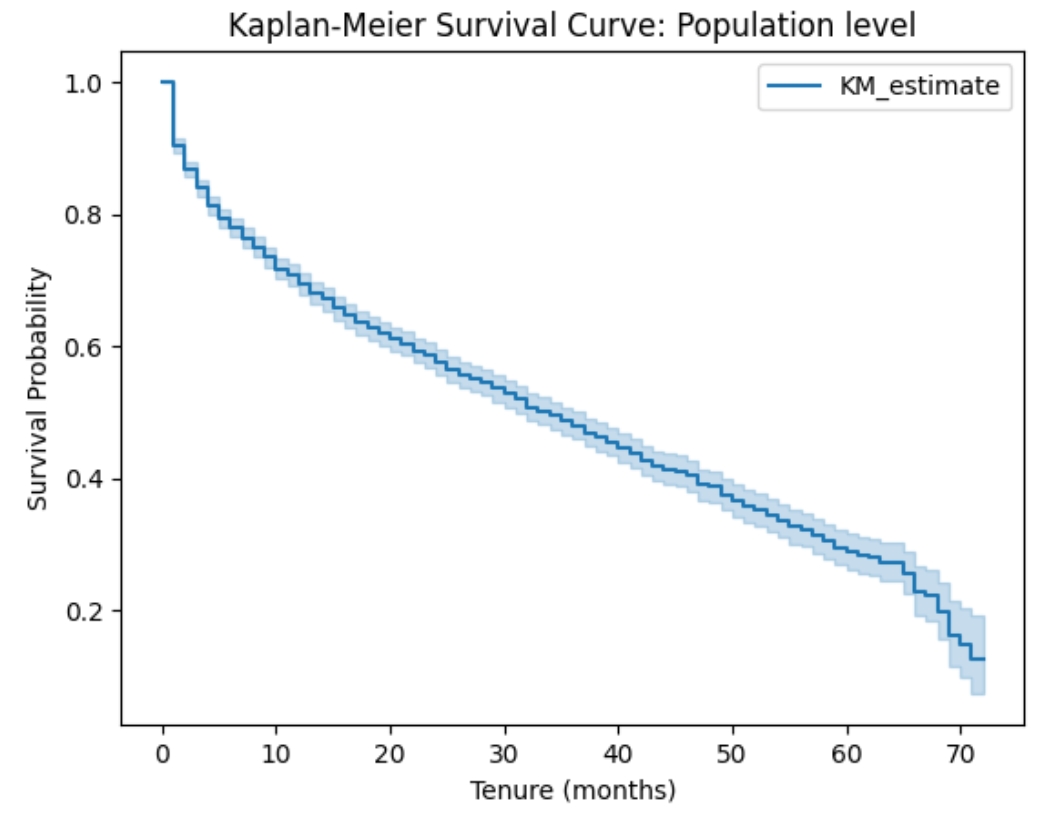 Kaplan-Meier Survival Curve: Population level
KM_estimate
1.0
0.8
0.6
0.4
0.2
Survival Probability
0 10 20 30 40 50 60 70
Tenure (months)